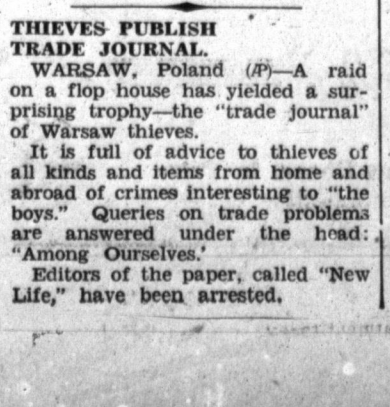 THIEVES PUBLISH
TRADE JOURNAL.
WARSAW, Poland (AP)—A raid
on a flop house has yielded a sur-
prising trophy—the "trade journal"
of Warsaw thieves.
It is full of advice to thieves of
all kinds and items from home and
abroad of crimes interesting to "the
boys." Queries on trade problems
are answered under the head:
"Among Ourselves.'
Editors of the paper, called "New
Life," have been arrested.